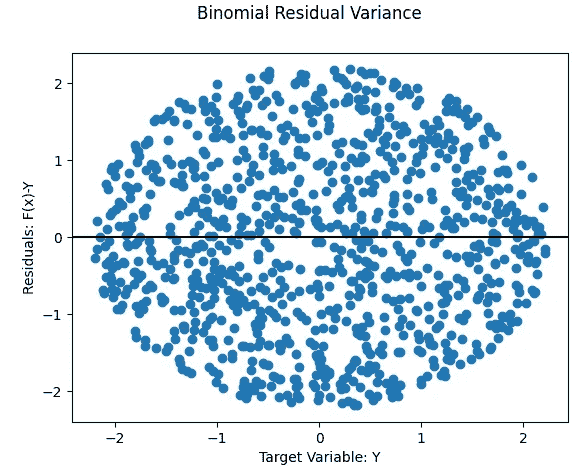 Binomial Residual Variance
2
1
0
−1
−2
Residuals: F(x)-Y
−2 −1 0 1 2
Target Variable: Y